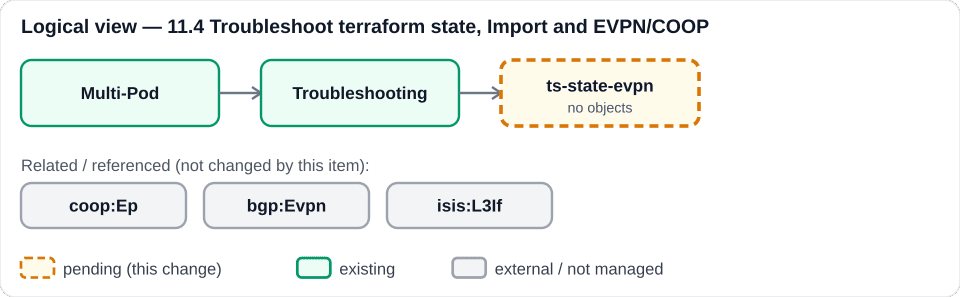 Logical view — 11.4 Troubleshoot terraform state, Import and EVPN/COOP
Multi-Pod
Troubleshooting
ts-state-evpn
no objects
Related / referenced (not changed by this item):
coop:Ep
bgp:Evpn
isis:L3If
pending (this change)
existing
external / not managed